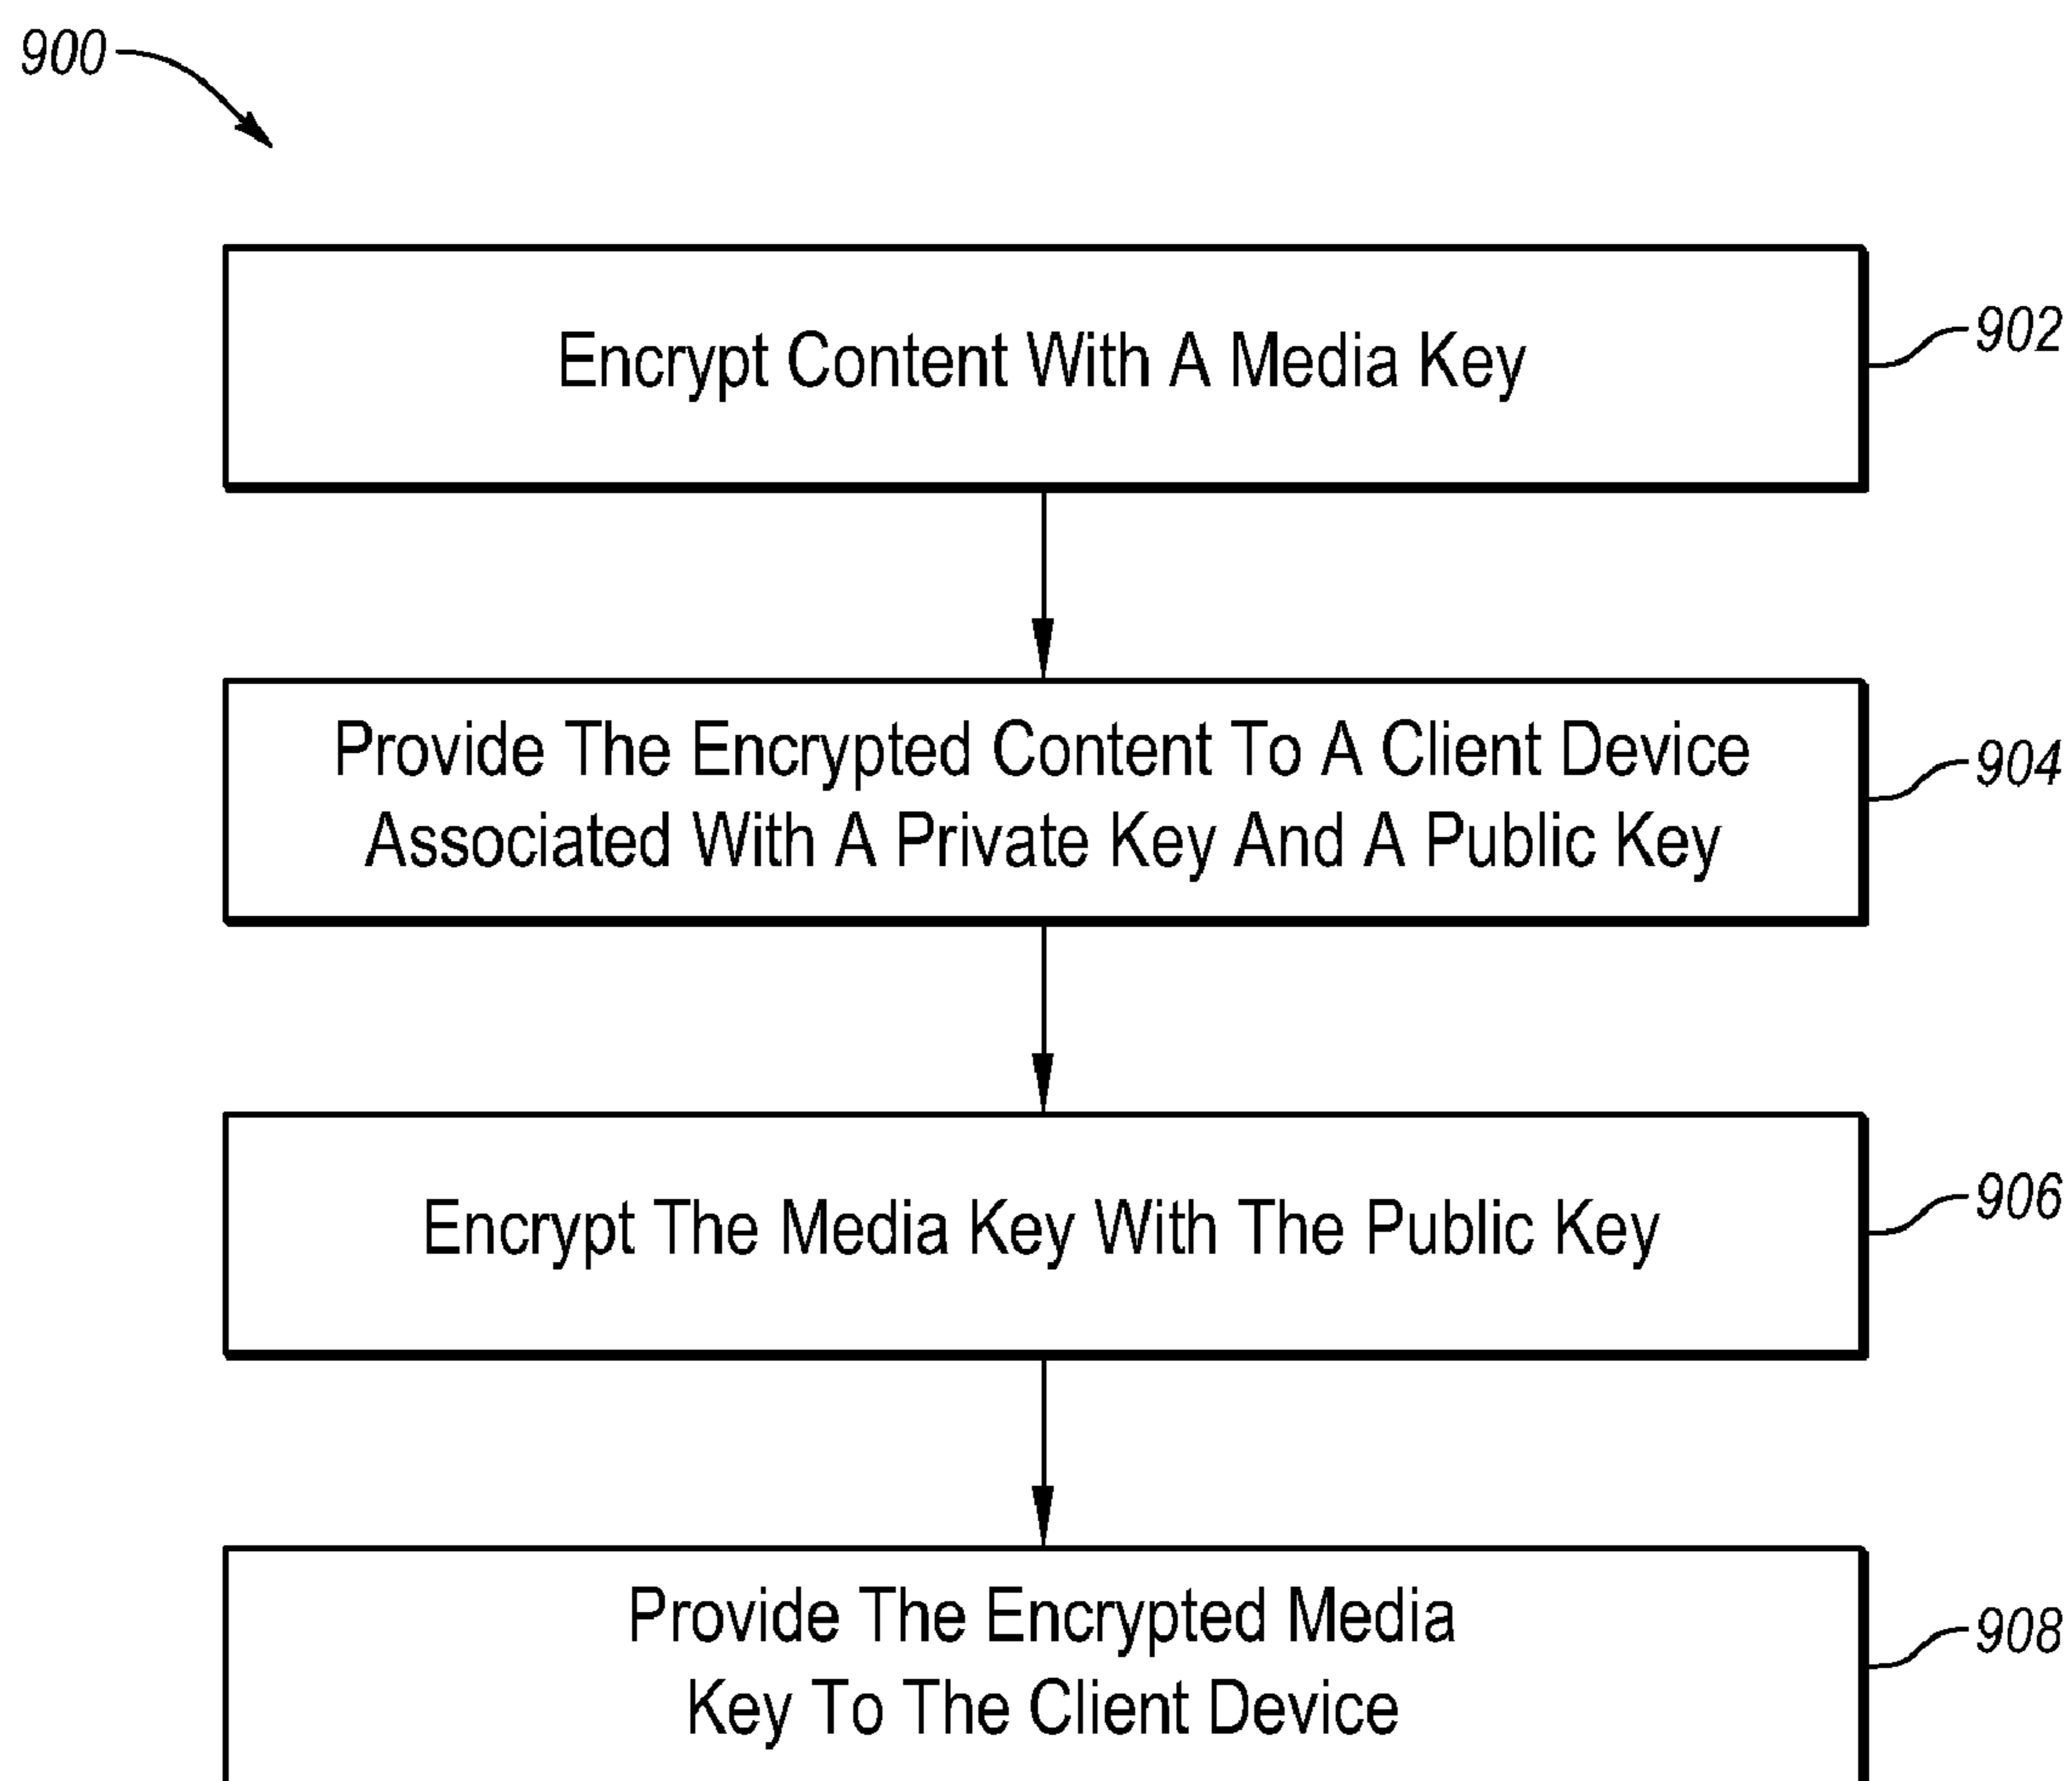 900
Encrypt Content With A Media Key
902
Provide The Encrypted Content To A Client Device
Associated With A Private Key And A Public Key
904
Encrypt The Media Key With The Public Key
906
Provide The Encrypted Media
Key To The Client Device
908